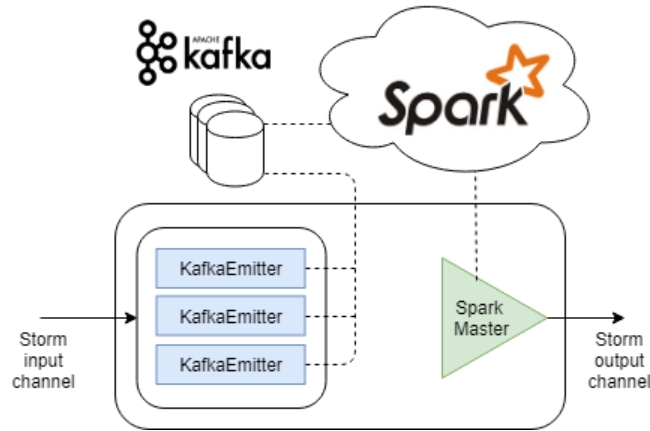 APACHE
kafka
Spark
KafkaEmitter
KafkaEmitter
KafkaEmitter
Storm
input
channel
Spark
Master
Storm
output
channel